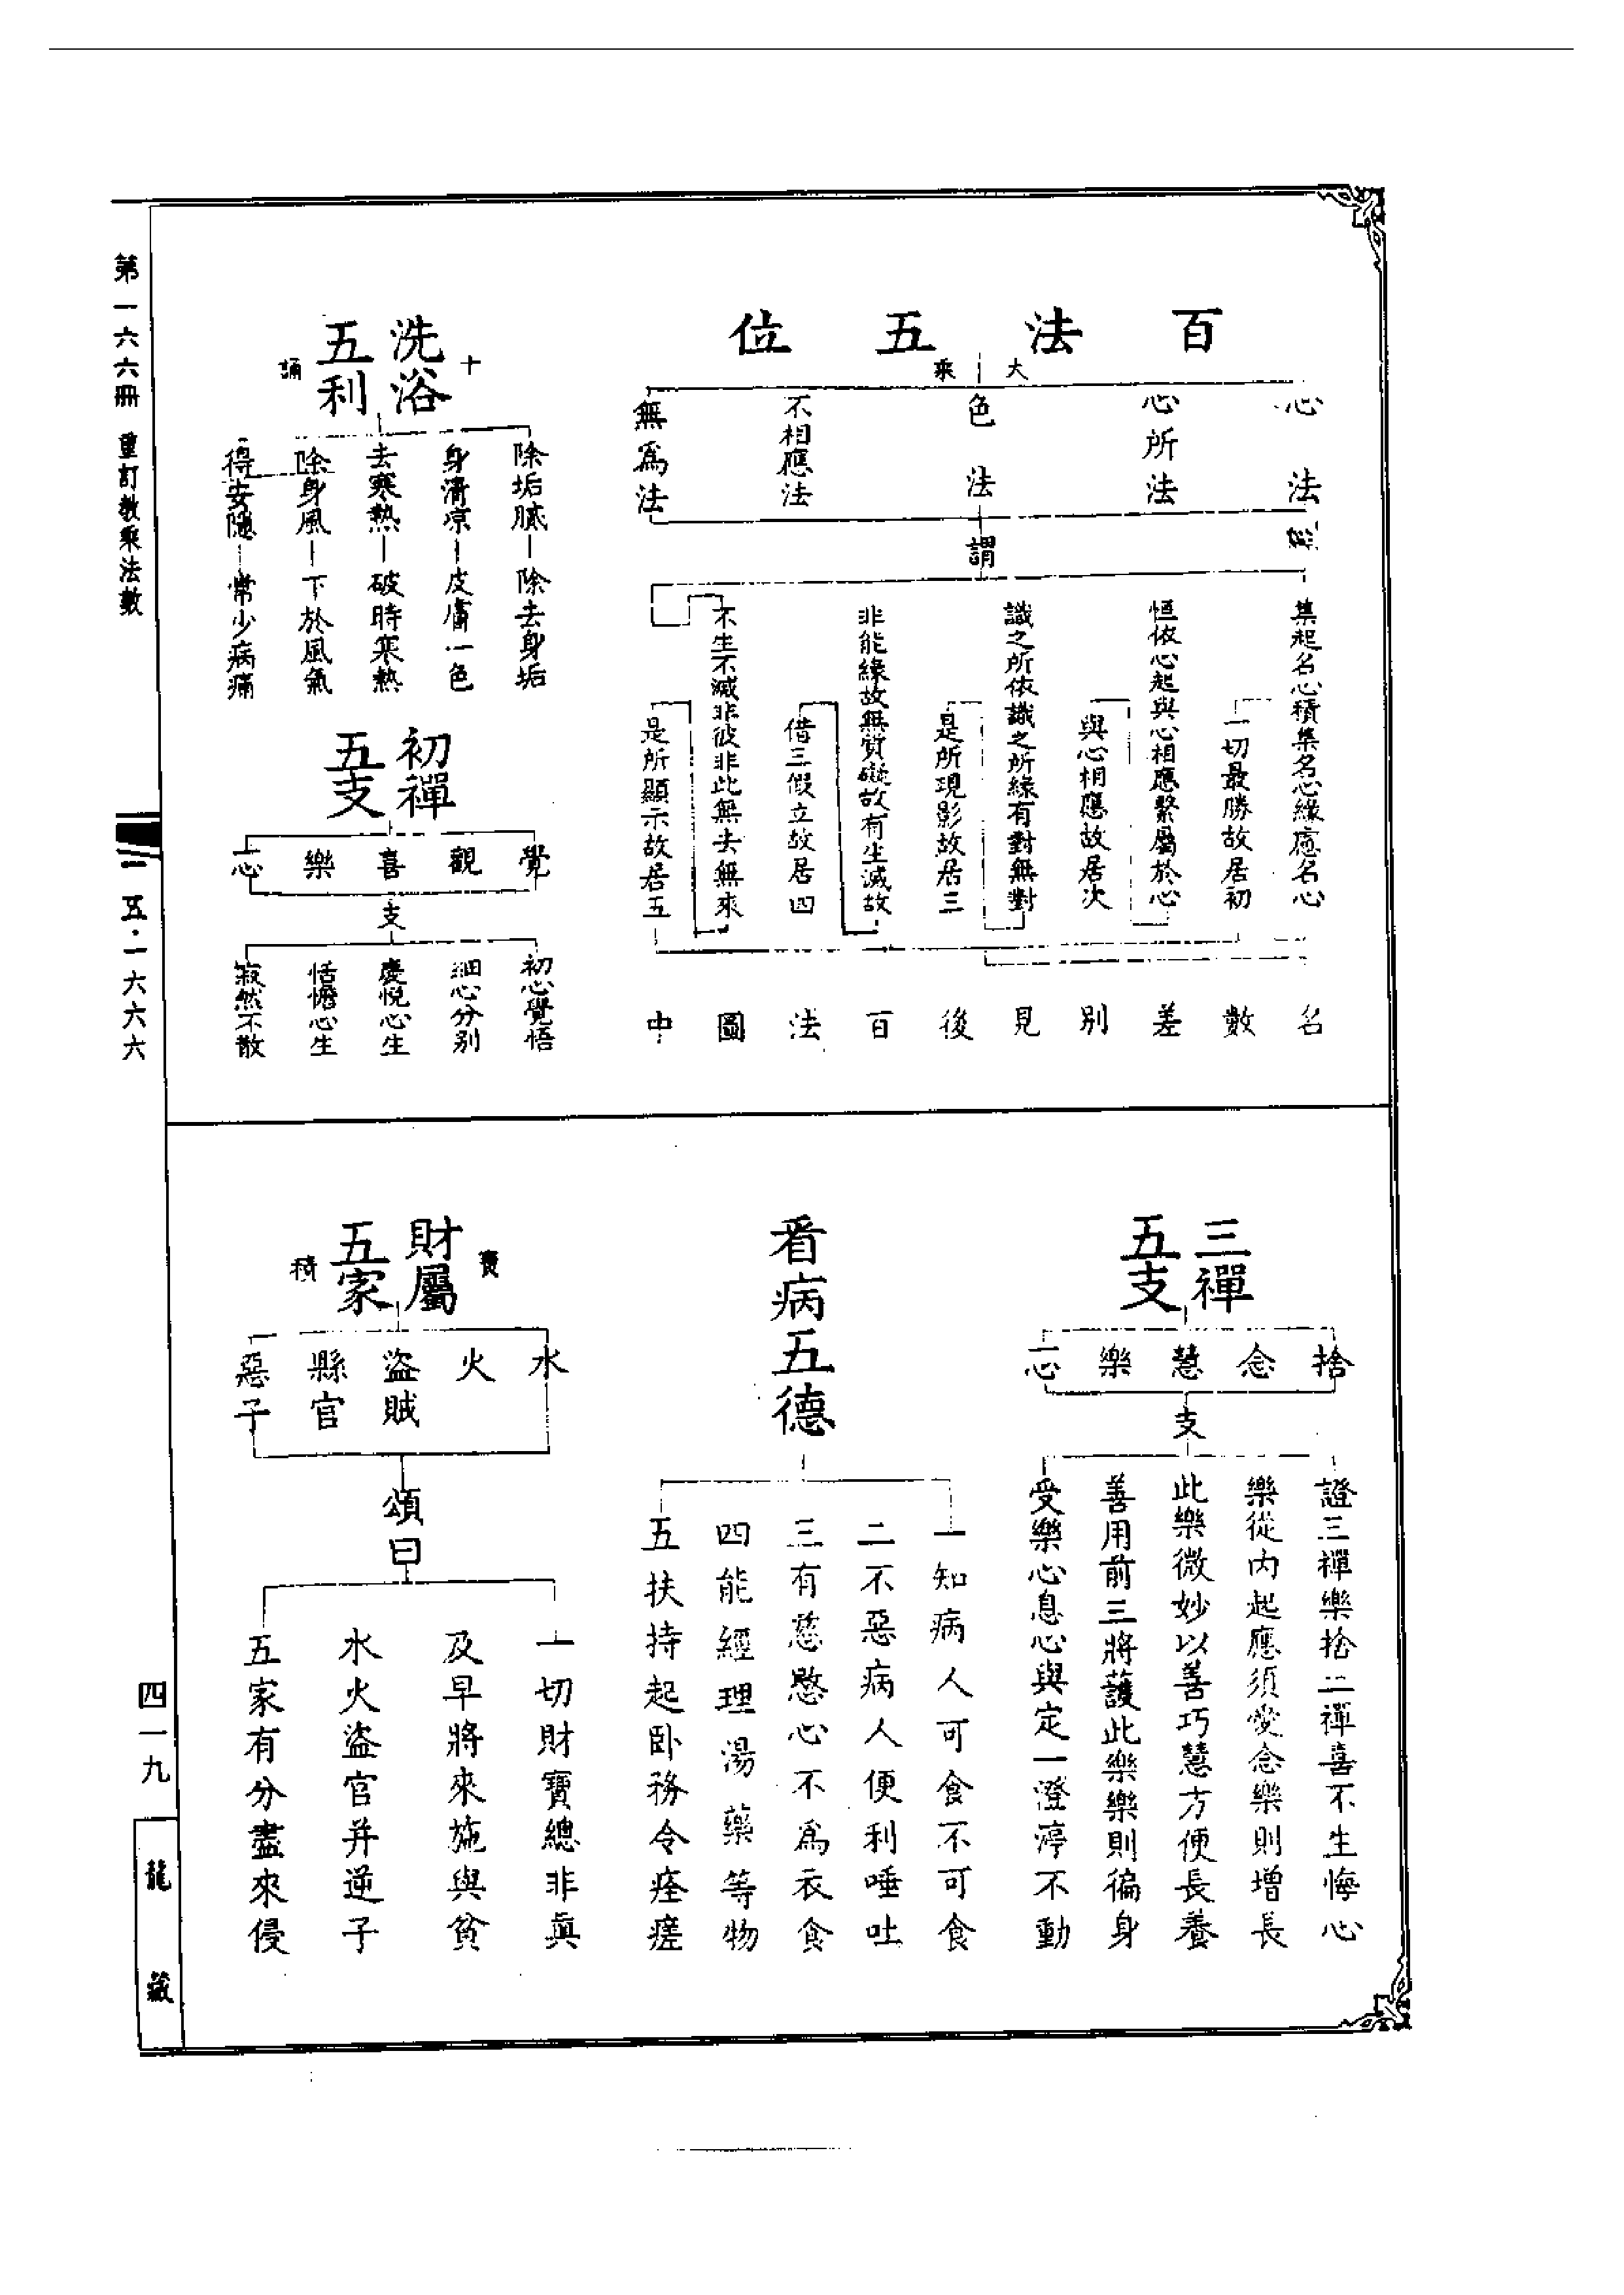 百法五位
大乘
心法
心所法
色法
不相應法
無爲法
謂
集起名心積集名心緣慮名心
一切最勝故居初
恒依心起與心相應繫屬於心
與心相應故居次
識之所依識之所緣有對無對
是所現影故居三
非能緣故無質礙故有生滅故
借三假立故居四
不生不滅非彼非此無去無來
是所顯示故居五
名數差別見後百法圖中
洗浴五利
十誦
除垢膩—除去身垢
身清凉—皮膚一色
去寒熱—破時寒熱
除身風—下於風氣
得安隱—常少病痛
初禪五支
覺
觀
喜
樂
一心
支
初心覺悟
細心分別
慶悅心生
恬憺心生
寂然不散
三禪五支
捨
念
慧
樂
一心
支
證三禪樂捨二禪喜不生悔心
樂從內起應須愛念樂則增長
此樂微妙以善巧慧方便長養
善用前三將護此樂樂則徧身
受樂心息心與定一澄渟不動
看病五德
一知病人可食不可食
二不惡病人便利唾吐
三有慈愍心不爲衣食
四能經理湯藥等物
五扶持起臥務令痊瘥
財屬五家
寶積
水
火
盜賊
縣官
惡子
頌曰
一切財寶總非眞
及早將來施與貧
水火盜官并逆子
五家有分盡來侵
第一六六冊 重訂教乘法數
一五·一六六六
四一九
龍藏